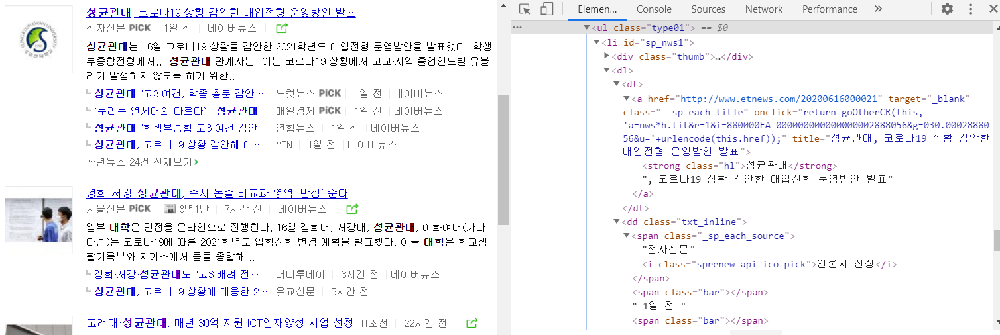 성균관대, 코로나19 상황 감안한 대입전형 운영방안 발표
전자신문 PiCK 1일 전 네이버뉴스
성균관대는 16일 코로나19 상황을 감안한 2021학년도 대입전형 운영방안을 발표했다. 학생
부종합전형에서... 성균관대 관계자는 “이는 코로나19 상황에서 고교·지역·졸업연도별 유불
리가 발생하지 않도록 하기 위한...
성균관대 "고3 여건, 학종 충분 감안… 노컷뉴스 PiCK 1일 전 네이버뉴스
`우리는 연세대와 다르다`…성균관대 … 매일경제 PiCK 1일 전 네이버뉴스
성균관대 "학생부종합 고3 여건 감안… 연합뉴스 1일 전 네이버뉴스
성균관대, 코로나19 상황 감안해 대… YTN 1일 전 네이버뉴스
관련뉴스 24건 전체보기
경희·서강·성균관대, 수시 논술 비교과 영역 ‘만점’ 준다
서울신문 PiCK 8면1단 7시간 전 네이버뉴스
일부 대학은 면접을 온라인으로 진행한다. 16일 경희대, 서강대, 성균관대, 이화여대(가나
다순)는 코로나19에 따른 2021학년도 입학전형 변경 계획을 발표했다. 이들 대학은 학교생
활기록부와 자기소개서 등을 종합해...
경희·서강·성균관대도 "고3 배려 전… 머니투데이 3시간 전 네이버뉴스
성균관대, 코로나19 상황에 대응한 2… 유교신문 5시간 전
고려대·성균관대, 매년 30억 지원 ICT인재양성 사업 선정 IT조선 22시간 전
Elemen... Console Sources Network Performance »
<ul class="type01"> == $0
<li id="sp_nws1">
<div class="thumb">…</div>
<dl>
<dt>
<a href="http://www.etnews.com/20200616000021" target="_blank"
class=" _sp_each_title" onclick="return goOtherCR(this,
'a=nws*h.tit&r=1&i=880000EA_000000000000000002888056&g=030.00028880
56&u='+urlencode(this.href));" title="성균관대, 코로나19 상황 감안한
대입전형 운영방안 발표">
<strong class="hl">성균관대</strong>
", 코로나19 상황 감안한 대입전형 운영방안 발표"
</a>
</dt>
<dd class="txt_inline">
<span class="_sp_each_source">
"전자신문"
<i class="sprenew api_ico_pick">언론사 선정</i>
</span>
<span class="bar"></span>
" 1일 전 "
<span class="bar"></span>